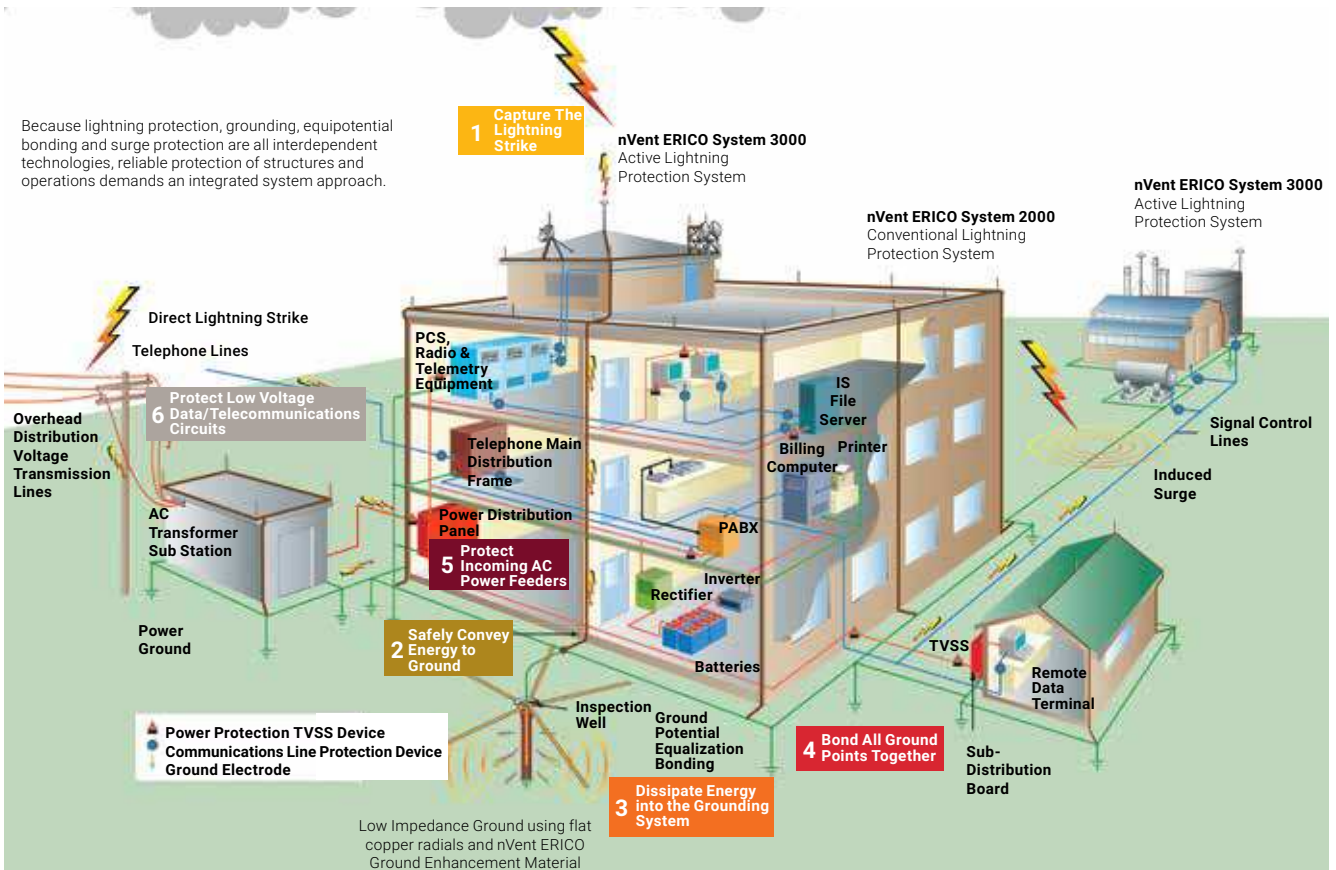 Because lightning protection, grounding, equipotential
bonding and surge protection are all interdependent
technologies, reliable protection of structures and
operations demands an integrated system approach.
1 Capture The
Lightning
Strike
nVent ERICO System 3000
Active Lightning
Protection System
nVent ERICO System 2000
Conventional Lightning
Protection System
nVent ERICO System 3000
Active Lightning
Protection System
Direct Lightning Strike
Telephone Lines
6 Protect Low Voltage
Data/Telecommunications
Circuits
Overhead
Distribution
Voltage
Transmission
Lines
AC
Transformer
Sub Station
Power
Ground
PCS,
Radio &
Telemetry
Equipment
Telephone Main
Distribution
Frame
Power Distribution
Panel
5 Protect
Incoming AC
Power Feeders
2 Safely Convey
Energy to
Ground
IS
File
Server
Billing
Computer
Printer
PABX
Inverter
Rectifier
Batteries
Signal Control
Lines
Induced
Surge
TVSS
Remote
Data
Terminal
Sub-
Distribution
Board
4 Bond All Ground
Points Together
Inspection
Well
Ground
Potential
Equalization
Bonding
3 Dissipate Energy
into the Grounding
System
Power Protection TVSS Device
Communications Line Protection Device
Ground Electrode
Low Impedance Ground using flat
copper radials and nVent ERICO
Ground Enhancement Material